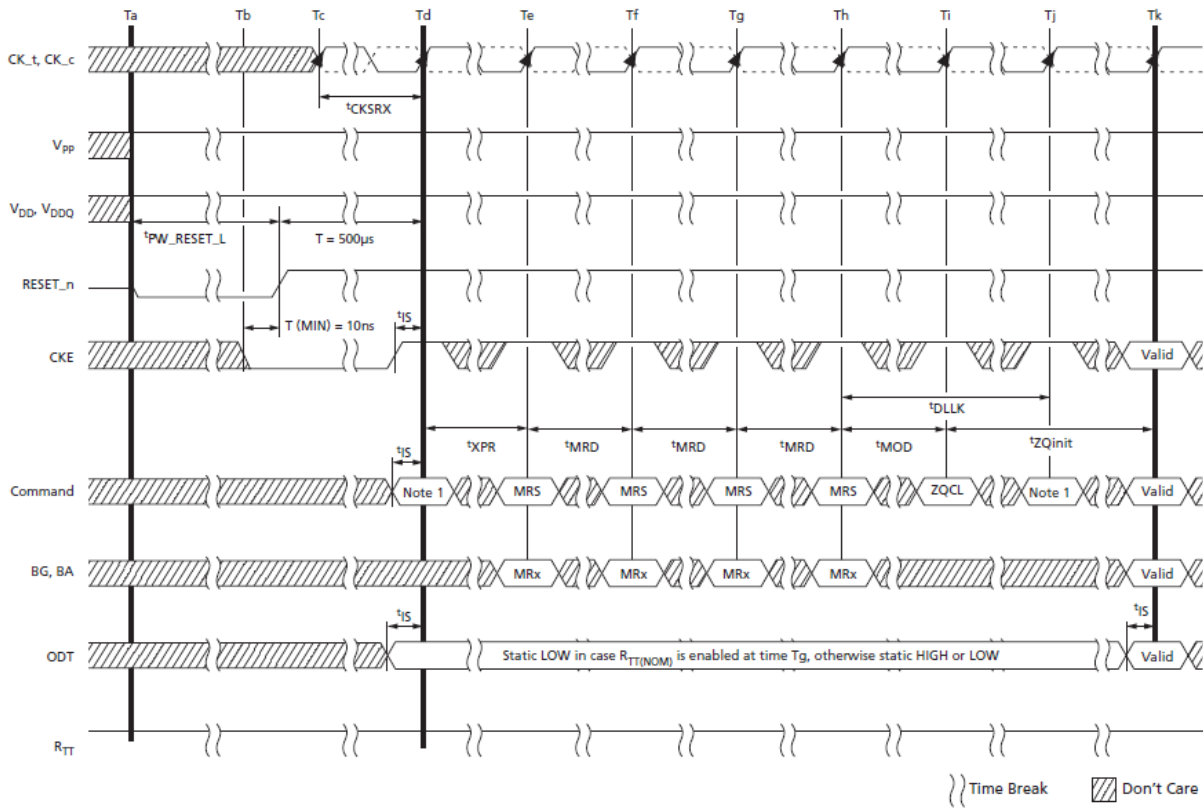 Ta Tb Tc Td Te Tf Tg Th Ti Tj Tk
CK_t, CK_c
tCKSRX
VPP
VDD, VDDQ
tPW_RESET_L T = 500µs
RESET_n
T (MIN) = 10ns tIS
CKE Valid
tDLLK
tXPR tMRD tMRD tMRD tMOD tZQinit
tIS
Command Note 1 MRS MRS MRS MRS ZQCL Note 1 Valid
BG, BA MRx MRx MRx MRx Valid
tIS tIS
ODT Static LOW in case RTT(NOM) is enabled at time Tg, otherwise static HIGH or LOW Valid
RTT
Time Break Don't Care